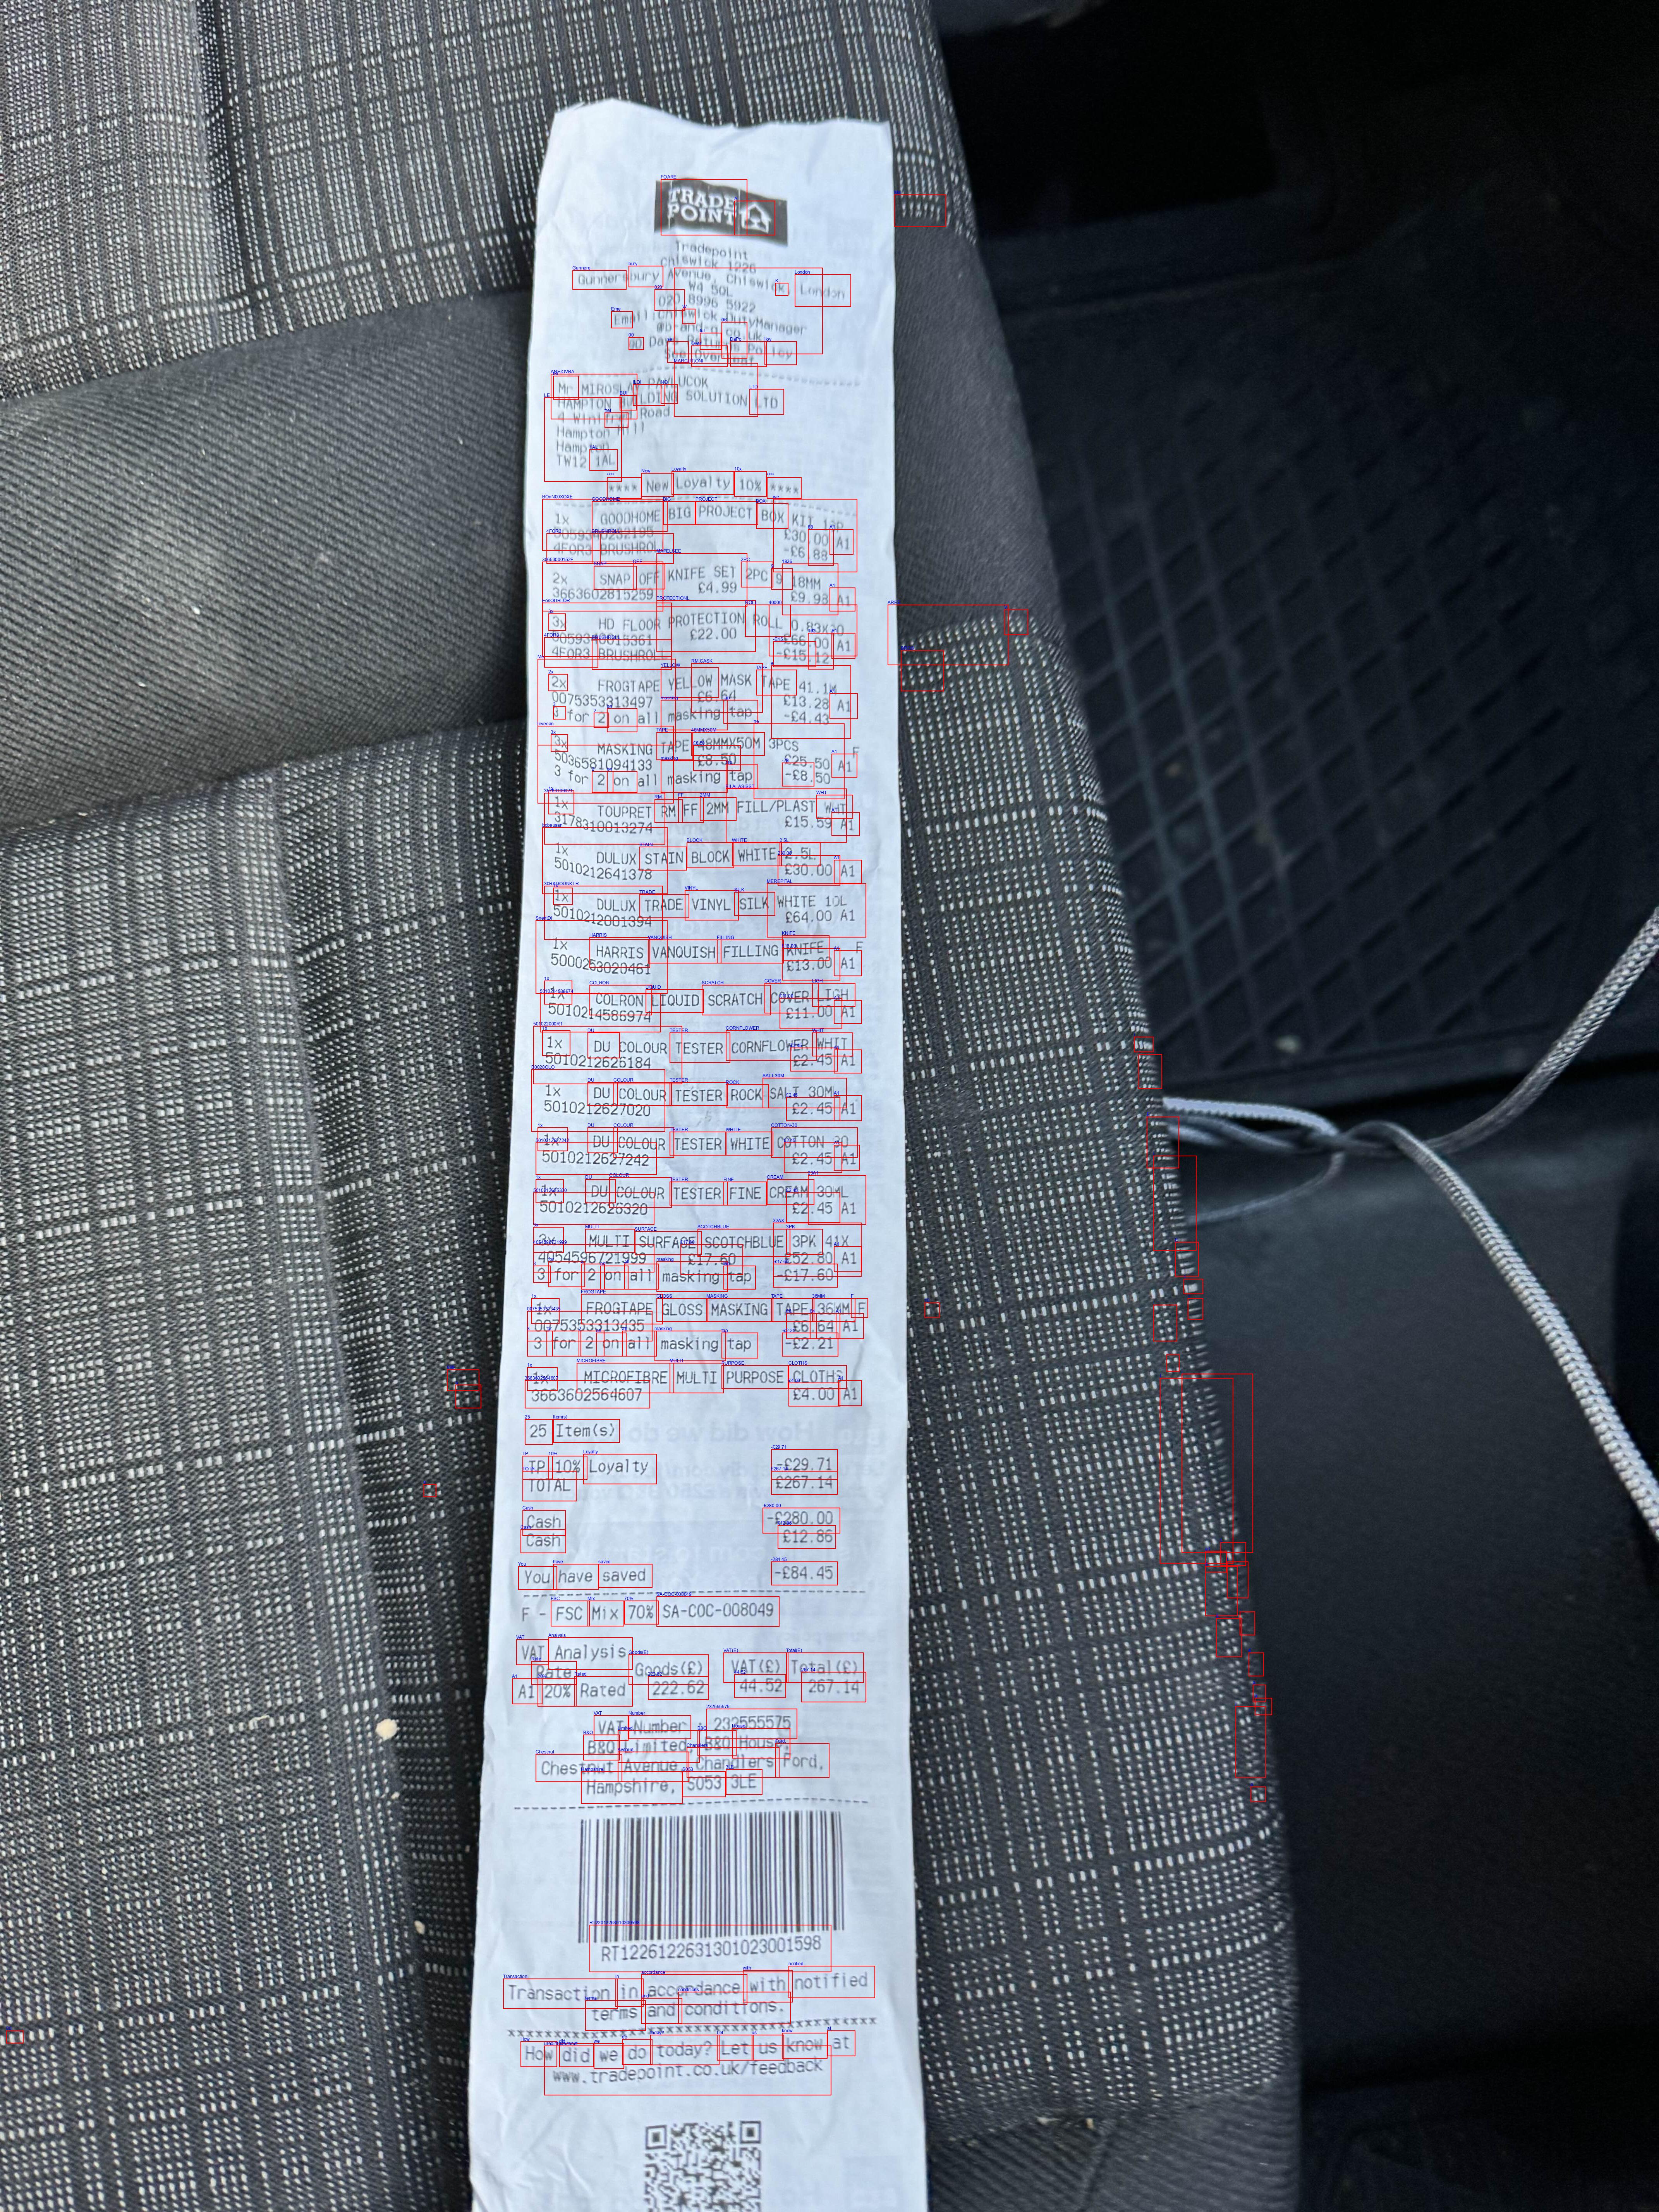 TRADE
POINT
Tradepoint
Chiswick 1226
Gunnersbury Avenue, Chiswick London
W4 5QL
020 8996 5922
Email:chiswick_DutyManager
@b-and-q.co.uk
90 Days Returns Policy
See Overleaf
Mr MIROSLAV PAVLUCOK
HAMPTON BUILDING SOLUTION LTD
4 Winifred Road
Hampton Hill
Hampton
TW12 1AL
**** New Loyalty 10% ****
1x GOODHOME BIG PROJECT BOX KIT
£30.00 A1
4FOR3 BRUSHROL -£6.88
2x SNAP OFF KNIFE SET 2PC 9 18MM
3663602815259 £4.99 £9.98 A1
3x HD FLOOR PROTECTION ROLL 0.83X30
£22.00 £66.00 A1
4FOR3 BRUSHROL -£15.12
2x FROGTAPE YELLOW MASK TAPE 41.1M
0075353313497 £6.64 £13.28 A1
3 for 2 on all masking tap -£4.43
3x MASKING TAPE 48MMX50M 3PCS F
5036581094133 £8.50 £25.50 A1
3 for 2 on all masking tap -£8.50
1x TOUPRET RM FF 2MM FILL/PLAST WHT
3178310013274 £15.59 A1
1x DULUX STAIN BLOCK WHITE 2.5L
5010212641378 £30.00 A1
1x DULUX TRADE VINYL SILK WHITE 10L
5010212001394 £64.00 A1
1x HARRIS VANQUISH FILLING KNIFE F
5000253020461 £13.00 A1
1x COLRON LIQUID SCRATCH COVER LIGH
5010214586974 £11.00 A1
1x DU COLOUR TESTER CORNFLOWER WHIT
5010212626184 £2.45 A1
1x DU COLOUR TESTER ROCK SALT 30M
5010212627020 £2.45 A1
1x DU COLOUR TESTER WHITE COTTON 30
5010212627242 £2.45 A1
1x DU COLOUR TESTER FINE CREAM 30ML
5010212625320 £2.45 A1
3x MULTI SURFACE SCOTCHBLUE 3PK 41X
4054596721999 £17.60 £52.80 A1
3 for 2 on all masking tap -£17.60
1x FROGTAPE GLOSS MASKING TAPE 36MM F
0075353313435 £6.64 A1
3 for 2 on all masking tap -£2.21
1x MICROFIBRE MULTI PURPOSE CLOTHS
3663602564607 £4.00 A1
25 Item(s)
TP 10% Loyalty -£29.71
TOTAL £267.14
Cash -£280.00
Cash £12.86
You have saved -£84.45
F - FSC Mix 70% SA-COC-008049
VAT Analysis
Rate Goods(£) VAT(£) Total(£)
A1 20% Rated 222.62 44.52 267.14
VAT Number 232555575
B&Q Limited, B&Q House,
Chestnut Avenue, Chandlers Ford,
Hampshire, SO53 3LE
RT1226122631301023001598
Transaction in accordance with notified
terms and conditions.
How did we do today? Let us know at
www.tradepoint.co.uk/feedback